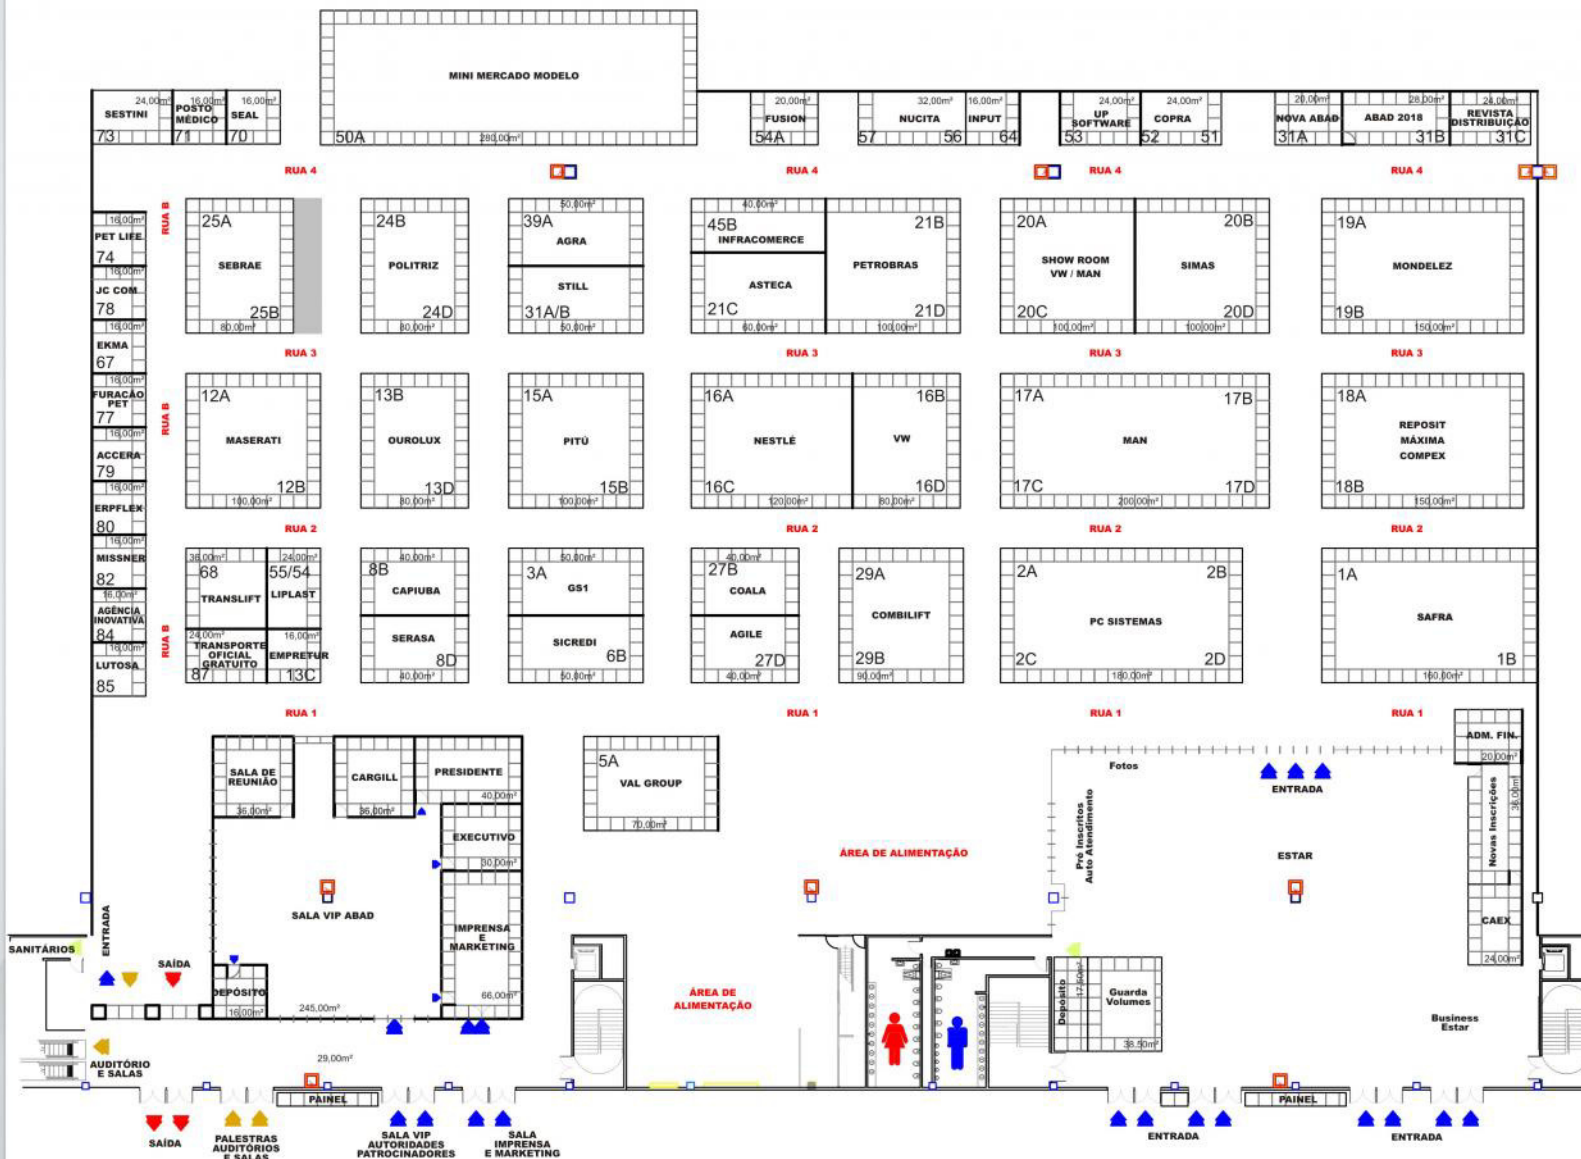 MINI MERCADO MODELO
50A
280,00m²
24,00m²
SESTINI
73
16,00m²
POSTO
MÉDICO
71
16,00m²
SEAL
70
20,00m²
FUSION
54A
32,00m²
NUCITA
57
56
16,00m²
INPUT
64
24,00m²
UP
SOFTWARE
53
24,00m²
COPRA
52
51
20,00m²
NOVA ABAD
31A
28,00m²
ABAD 2018
31B
24,00m²
REVISTA
DISTRIBUIÇÃO
31C
RUA 4
RUA 4
RUA 4
RUA 4
RUA B
16,00m²
PET LIFE
74
16,00m²
JC COM
78
16,00m²
EKMA
67
16,00m²
FURACÃO
PET
77
16,00m²
ACCERA
79
16,00m²
ERPFLEX
80
16,00m²
MISSNER
82
16,00m²
AGÊNCIA
INOVATIVA
84
16,00m²
LUTOSA
85
25A
SEBRAE
25B
80,00m²
24B
POLITRIZ
24D
80,00m²
50,00m²
39A
AGRA
STILL
31A/B
50,00m²
40,00m²
45B
INFRACOMERCE
ASTECA
21C
60,00m²
21B
PETROBRAS
21D
100,00m²
20A
SHOW ROOM
VW / MAN
20C
100,00m²
20B
SIMAS
20D
100,00m²
19A
MONDELEZ
19B
150,00m²
RUA 3
RUA 3
RUA 3
RUA 3
RUA B
12A
MASERATI
12B
100,00m²
13B
OUROLUX
13D
80,00m²
15A
PITÚ
15B
100,00m²
16A
NESTLÉ
16C
120,00m²
16B
VW
16D
80,00m²
17A
17B
MAN
17C
17D
200,00m²
18A
REPOSIT
MÁXIMA
COMPEX
18B
150,00m²
RUA 2
RUA 2
RUA 2
RUA 2
RUA B
36,00m²
68
TRANSLIFT
24,00m²
55/54
LIPLAST
24,00m²
TRANSPORTE
OFICIAL
GRATUITO
87
16,00m²
EMPRETUR
13C
40,00m²
8B
CAPIUBA
SERASA
8D
40,00m²
50,00m²
3A
GS1
SICREDI
6B
50,00m²
40,00m²
27B
COALA
AGILE
27D
40,00m²
29A
COMBILIFT
29B
90,00m²
2A
2B
PC SISTEMAS
2C
2D
180,00m²
1A
SAFRA
1B
160,00m²
RUA 1
RUA 1
RUA 1
RUA 1
SALA DE
REUNIÃO
36,00m²
CARGILL
36,00m²
PRESIDENTE
40,00m²
EXECUTIVO
30,00m²
IMPRENSA
E
MARKETING
66,00m²
SALA VIP ABAD
DEPÓSITO
16,00m²
245,00m²
5A
VAL GROUP
70,00m²
ÁREA DE ALIMENTAÇÃO
ÁREA DE
ALIMENTAÇÃO
Fotos
Pré Inscritos
Auto Atendimento
ENTRADA
ESTAR
ADM. FIN.
20,00m²
Novas Inscrições
36,00m²
CAEX
24,00m²
Depósito
17,50m²
Guarda
Volumes
38,50m²
Business
Estar
ENTRADA
SANITÁRIOS
SAÍDA
AUDITÓRIO
E SALAS
29,00m²
PAINEL
PAINEL
SAÍDA
PALESTRAS
AUDITÓRIOS
E SALAS
SALA VIP
AUTORIDADES
PATROCINADORES
SALA
IMPRENSA
E MARKETING
ENTRADA
ENTRADA